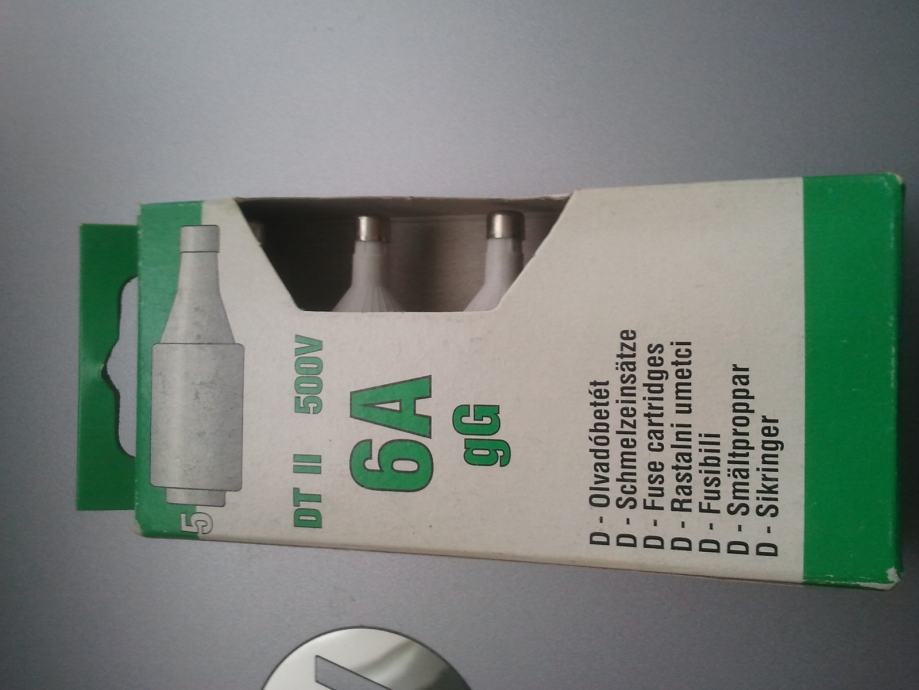 5
DT II 500V
6A
gG
D - Olvadóbetét
D - Schmelzeinsätze
D - Fuse cartridges
D - Rastalni umetci
D - Fusibili
D - Smältproppar
D - Sikringer